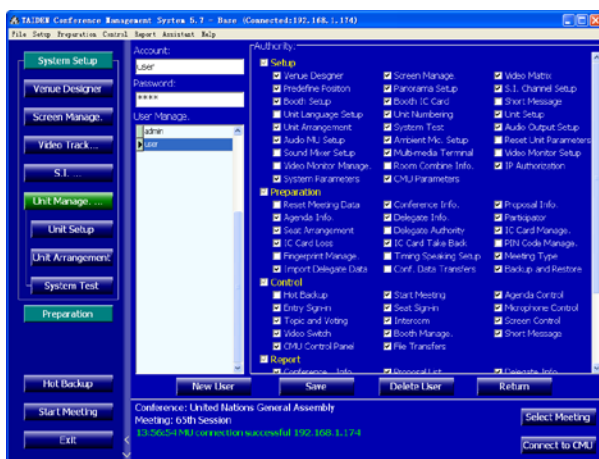 TAIDEN Conference Management System 5.7 - Base (Connected:192.168.1.174)
File Setup Preparation Control Report Assistant Help
System Setup
Venue Designer
Screen Manage.
Video Track...
S.I. ...
Unit Manage. ...
Unit Setup
Unit Arrangement
System Test
Preparation
Hot Backup
Start Meeting
Exit
Account:
user
Password:
****
User Manage.
admin
user
Authority:
Setup
Venue Designer Screen Manage. Video Matrix
Predefine Position Panorama Setup S.I. Channel Setup
Booth Setup Booth IC Card Short Message
Unit Language Setup Unit Numbering Unit Setup
Unit Arrangement System Test Audio Output Setup
Audio MU Setup Ambient Mic. Setup Reset Unit Parameters
Sound Mixer Setup Multi-media Terminal Video Monitor Setup
Video Monitor Manage. Room Combine Info. IP Authorization
System Parameters CMU Parameters
Preparation
Reset Meeting Data Conference Info. Proposal Info.
Agenda Info. Delegate Info. Participator
Seat Arrangement Delegate Authority IC Card Manage.
IC Card Loss IC Card Take Back PIN Code Manage.
Fingerprint Manage. Timing Speaking Setup Meeting Type
Import Delegate Data Conf. Data Transfers Backup and Restore
Control
Hot Backup Start Meeting Agenda Control
Entry Sign-in Seat Sign-in Microphone Control
Topic and Voting Intercom Screen Control
Video Switch Booth Manage. Short Message
CMU Control Panel File Transfers
Report
Conference Info. Proposal List Delegate Info.
New User Save Delete User Return
Conference: United Nations General Assembly
Meeting: 65th Session
13:56:54 MU connection successful 192.168.1.174
Select Meeting
Connect to CMU